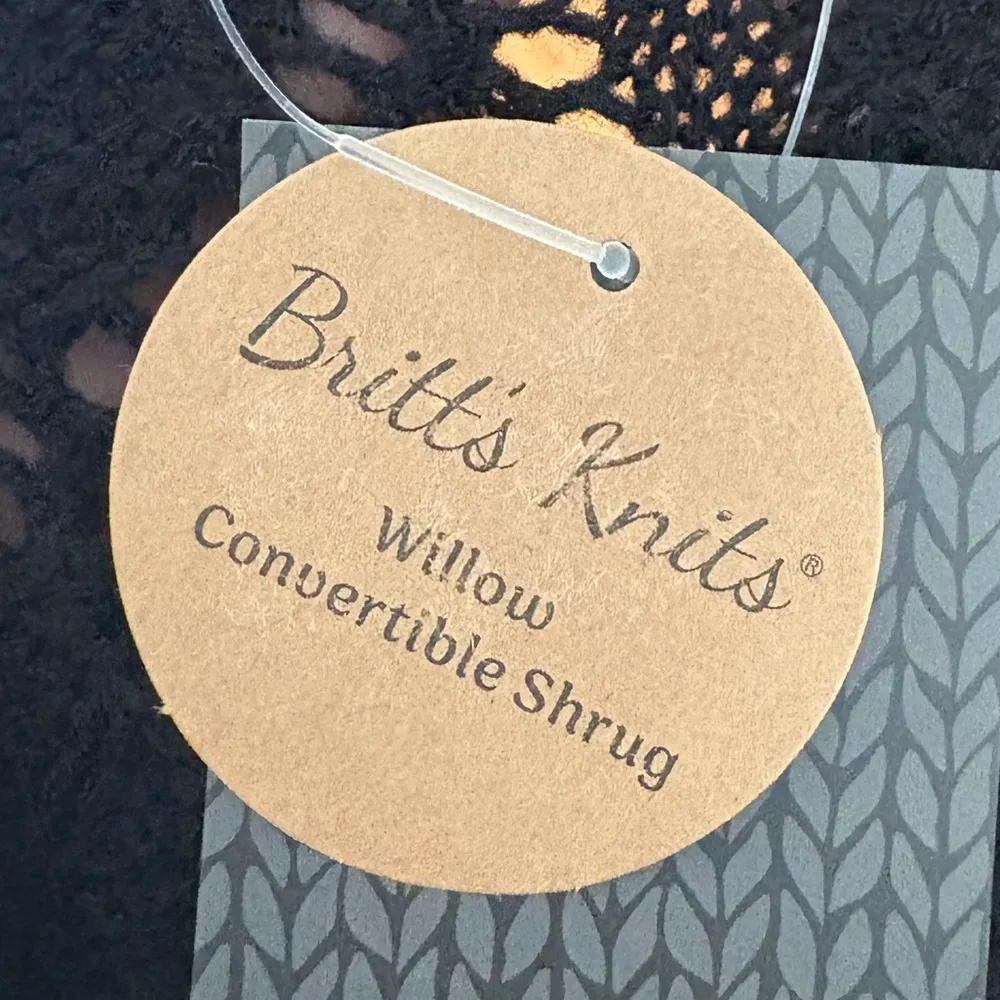 Britt's Knits®
Willow
Convertible Shrug